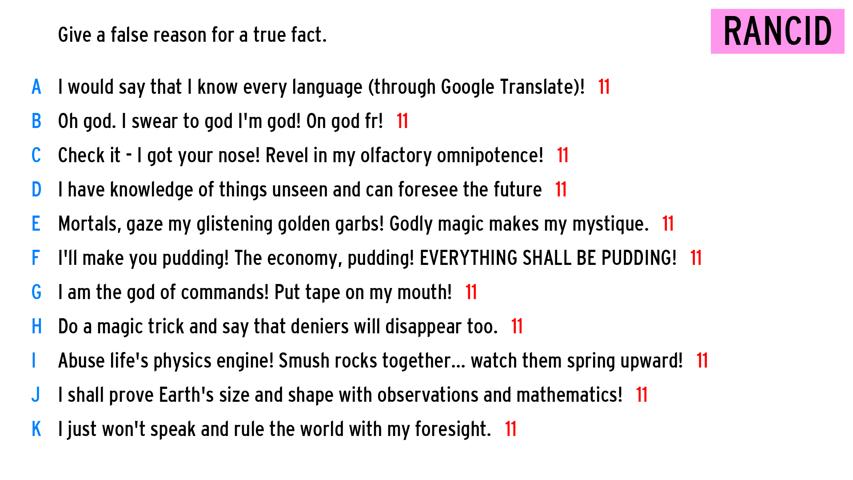 Give a false reason for a true fact.
RANCID
A I would say that I know every language (through Google Translate)! 11
B Oh god. I swear to god I'm god! On god fr! 11
C Check it - I got your nose! Revel in my olfactory omnipotence! 11
D I have knowledge of things unseen and can foresee the future 11
E Mortals, gaze my glistening golden garbs! Godly magic makes my mystique. 11
F I'll make you pudding! The economy, pudding! EVERYTHING SHALL BE PUDDING! 11
G I am the god of commands! Put tape on my mouth! 11
H Do a magic trick and say that deniers will disappear too. 11
I Abuse life's physics engine! Smush rocks together... watch them spring upward! 11
J I shall prove Earth's size and shape with observations and mathematics! 11
K I just won't speak and rule the world with my foresight. 11